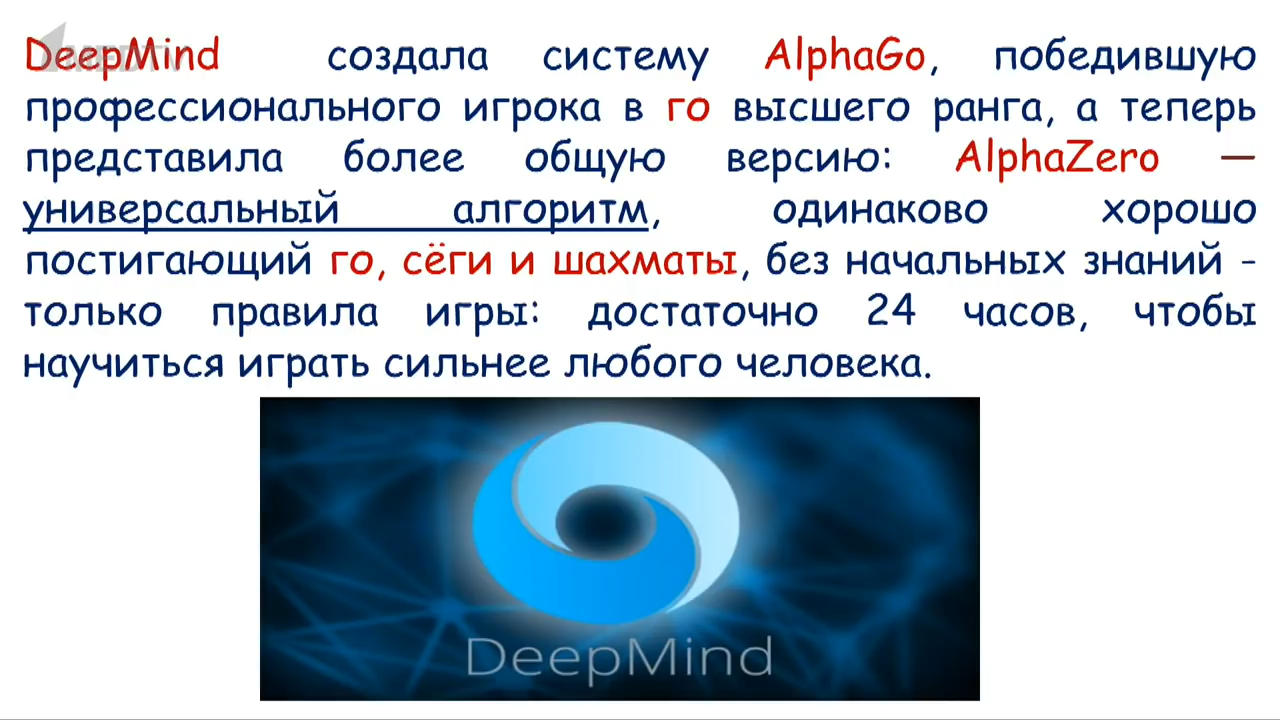 DeepMind создала систему AlphaGo, победившую
профессионального игрока в го высшего ранга, а теперь
представила более общую версию: AlphaZero —
универсальный алгоритм, одинаково хорошо
постигающий го, сёги и шахматы, без начальных знаний -
только правила игры: достаточно 24 часов, чтобы
научиться играть сильнее любого человека.
DeepMind